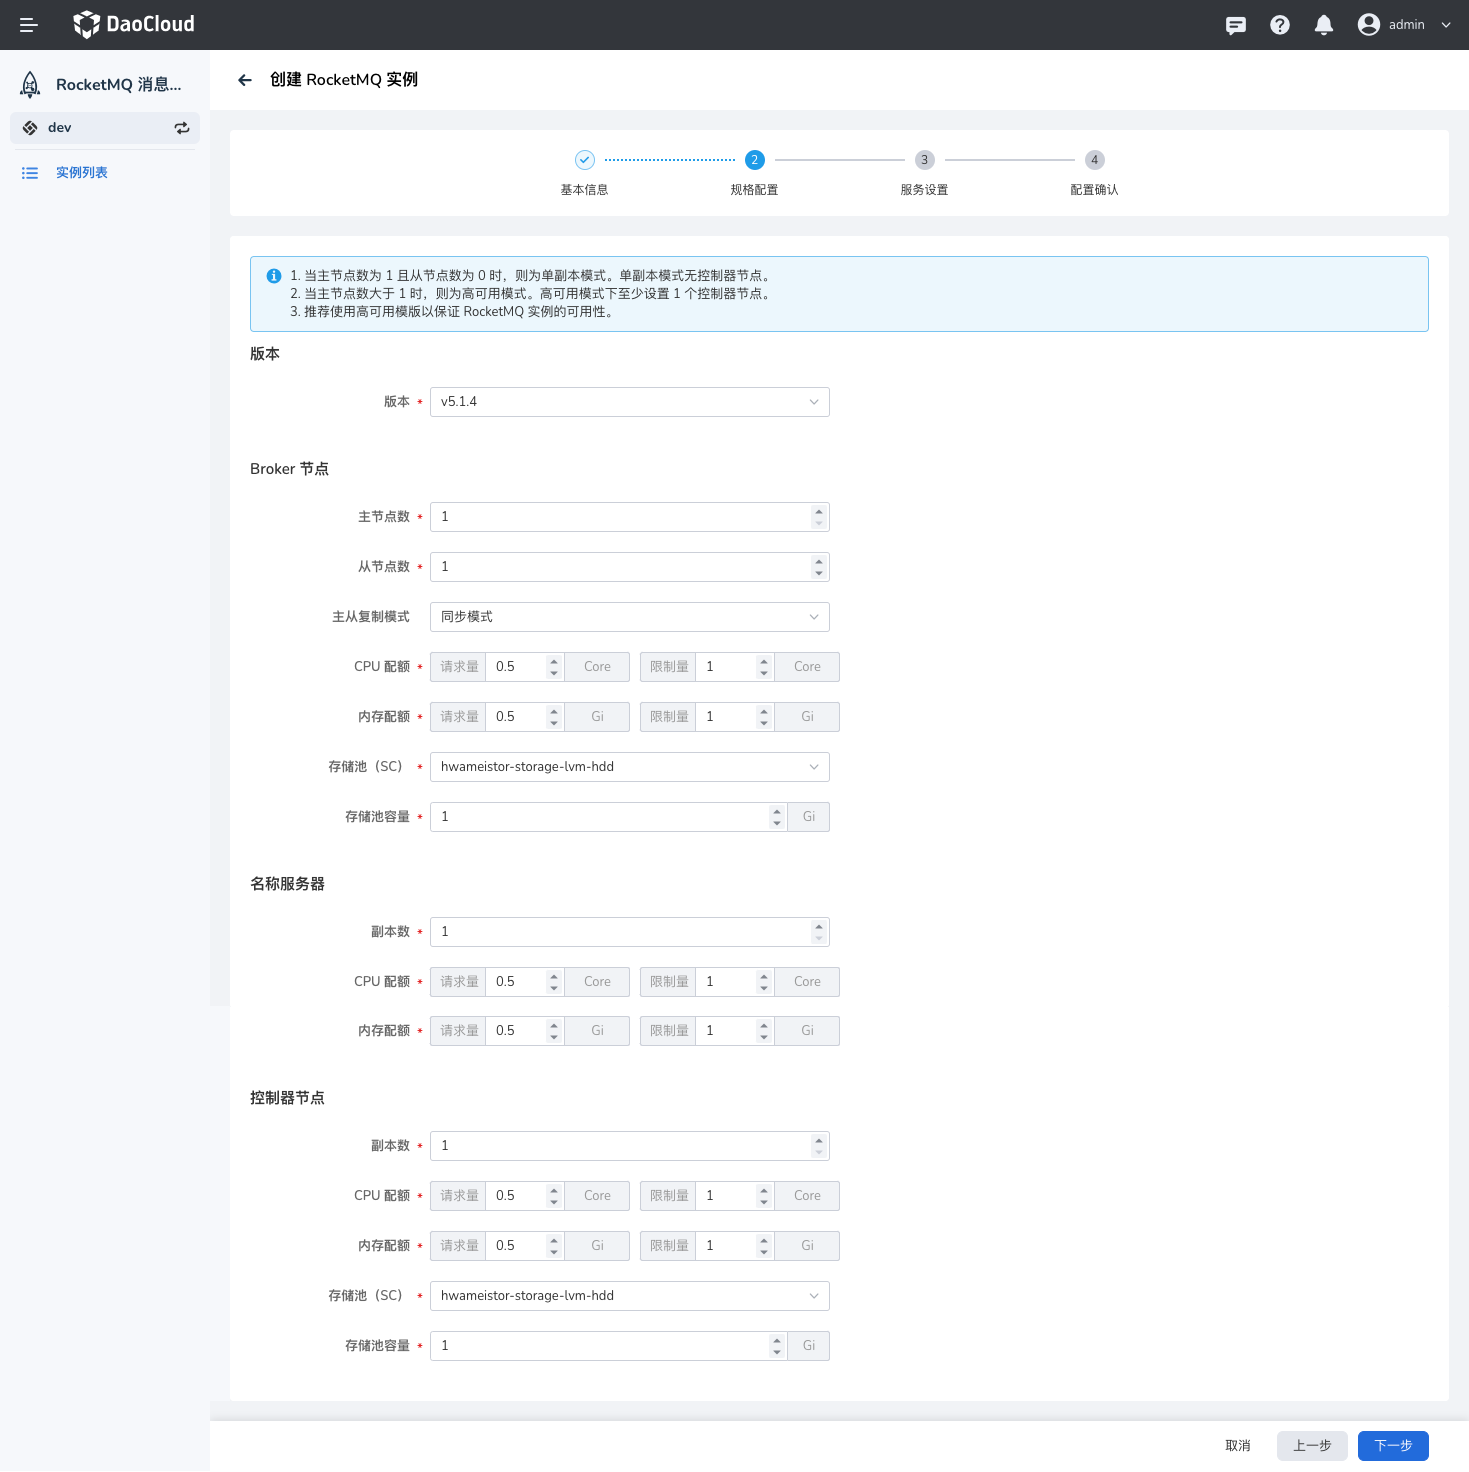 DaoCloud
admin
RocketMQ 消息...
dev
实例列表
创建 RocketMQ 实例
2
3
4
基本信息
规格配置
服务设置
配置确认
1. 当主节点数为 1 且从节点数为 0 时，则为单副本模式。单副本模式无控制器节点。
2. 当主节点数大于 1 时，则为高可用模式。高可用模式下至少设置 1 个控制器节点。
3. 推荐使用高可用模版以保证 RocketMQ 实例的可用性。
版本
版本 * v5.1.4
Broker 节点
主节点数 * 1
从节点数 * 1
主从复制模式 同步模式
CPU 配额 * 请求量 0.5 Core 限制量 1 Core
内存配额 * 请求量 0.5 Gi 限制量 1 Gi
存储池（SC） * hwameistor-storage-lvm-hdd
存储池容量 * 1 Gi
名称服务器
副本数 * 1
CPU 配额 * 请求量 0.5 Core 限制量 1 Core
内存配额 * 请求量 0.5 Gi 限制量 1 Gi
控制器节点
副本数 * 1
CPU 配额 * 请求量 0.5 Core 限制量 1 Core
内存配额 * 请求量 0.5 Gi 限制量 1 Gi
存储池（SC） * hwameistor-storage-lvm-hdd
存储池容量 * 1 Gi
取消
上一步
下一步